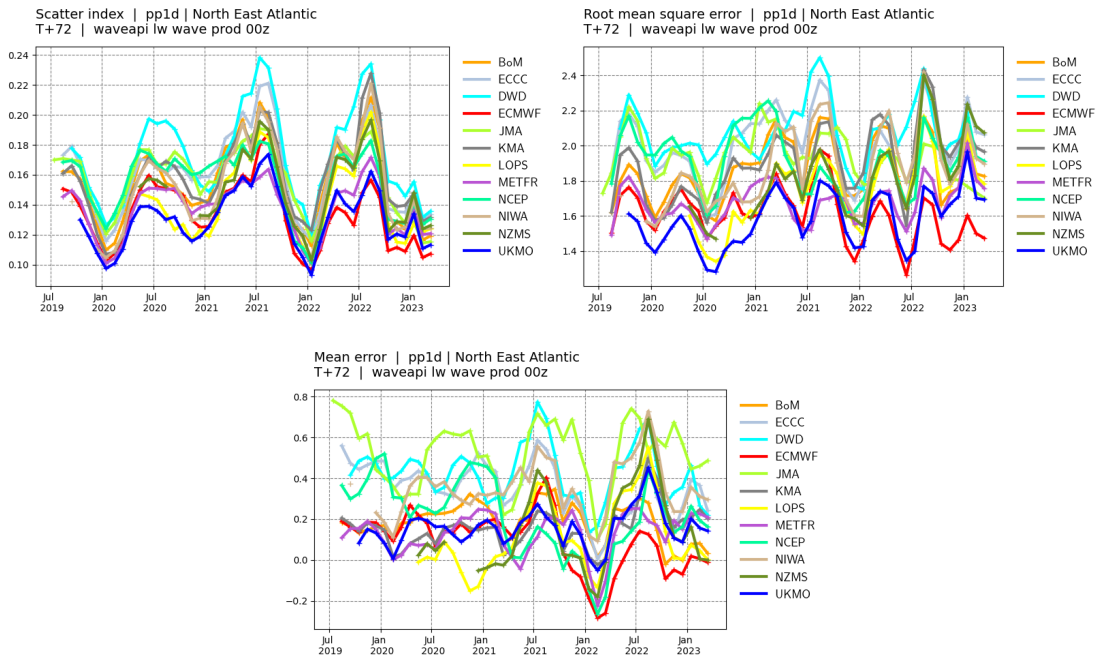 Scatter index | pp1d | North East Atlantic
T+72 | waveapi lw wave prod 00z
0.24
0.22
0.20
0.18
0.16
0.14
0.12
0.10
Jul 2019
Jan 2020
Jul 2020
Jan 2021
Jul 2021
Jan 2022
Jul 2022
Jan 2023
BoM
ECCC
DWD
ECMWF
JMA
KMA
LOPS
METFR
NCEP
NIWA
NZMS
UKMO
Root mean square error | pp1d | North East Atlantic
T+72 | waveapi lw wave prod 00z
2.4
2.2
2.0
1.8
1.6
1.4
Jul 2019
Jan 2020
Jul 2020
Jan 2021
Jul 2021
Jan 2022
Jul 2022
Jan 2023
BoM
ECCC
DWD
ECMWF
JMA
KMA
LOPS
METFR
NCEP
NIWA
NZMS
UKMO
Mean error | pp1d | North East Atlantic
T+72 | waveapi lw wave prod 00z
0.8
0.6
0.4
0.2
0.0
−0.2
Jul 2019
Jan 2020
Jul 2020
Jan 2021
Jul 2021
Jan 2022
Jul 2022
Jan 2023
BoM
ECCC
DWD
ECMWF
JMA
KMA
LOPS
METFR
NCEP
NIWA
NZMS
UKMO